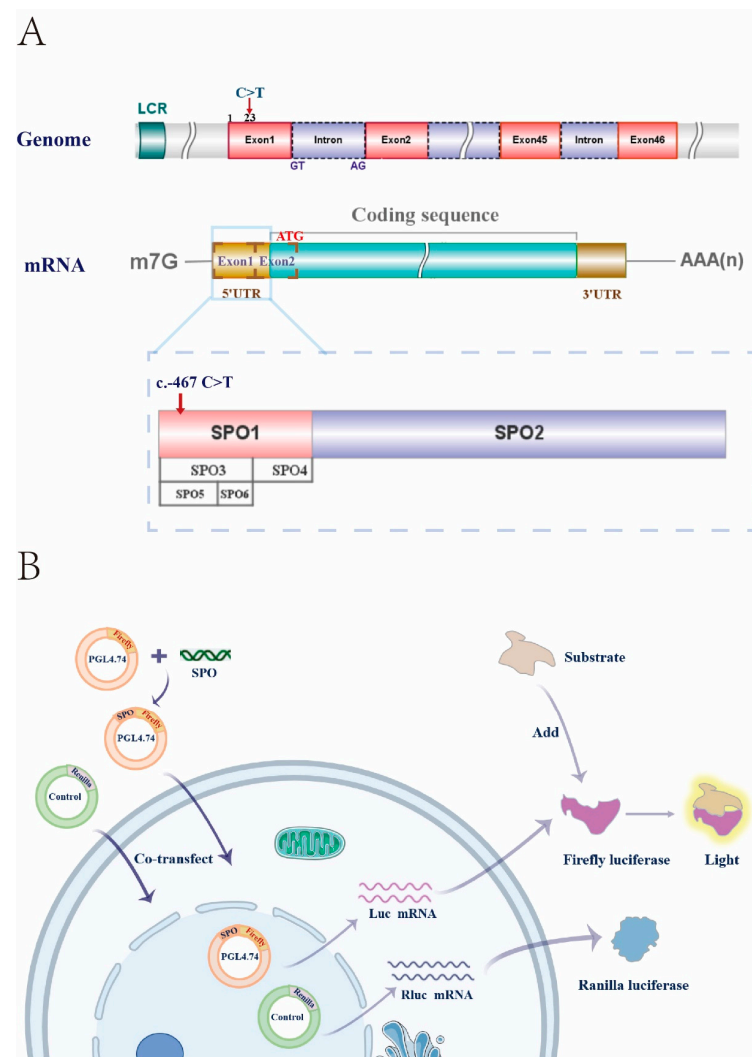 A
C>T
LCR
1 23
Genome
Exon1 Intron Exon2 Exon45 Intron Exon46
GT AG
Coding sequence
ATG
mRNA
m7G
Exon1 Exon2
AAA(n)
5'UTR
3'UTR
c.-467 C>T
SPO1 SPO2
SPO3 SPO4
SPO5 SPO6
B
Firefly
PGL4.74
SPO
Substrate
SPO Firefly
PGL4.74
Add
Renilla
Control
Co-transfect
Firefly luciferase Light
Luc mRNA
SPO Firefly
PGL4.74
Ranilla luciferase
Rluc mRNA
Renilla
Control